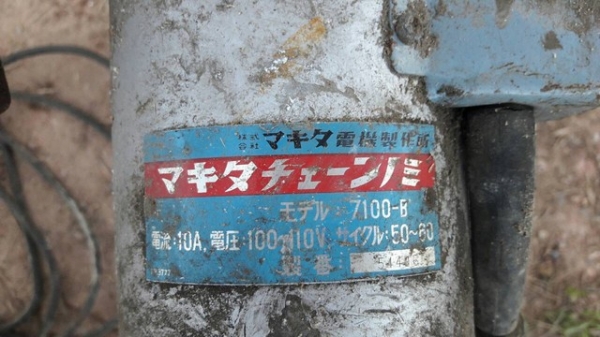 株式会社 マキタ電機製作所
マキタチェーンノミ
モデル:7100-B
電流:10A,電圧:100~110V,サイクル:50~60
製番